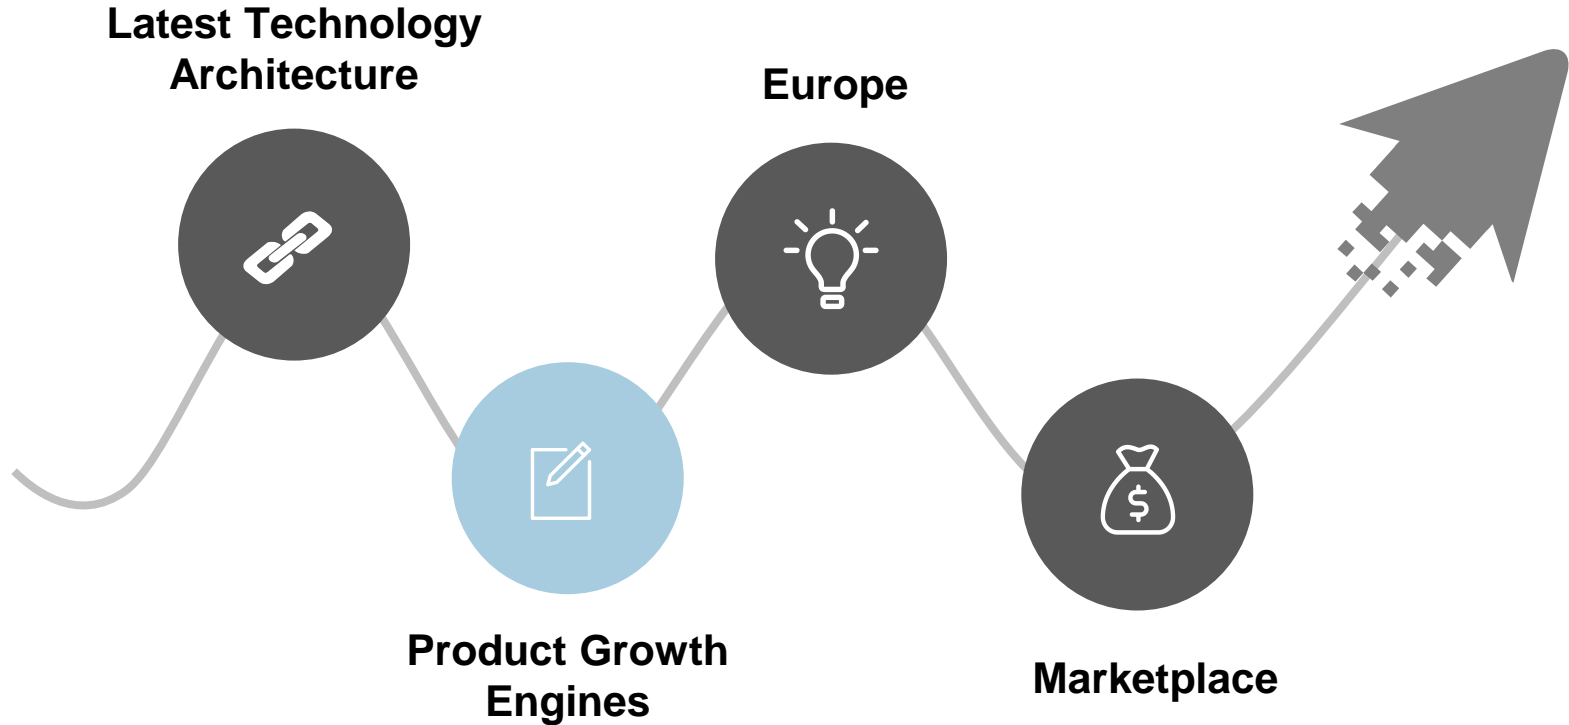 Latest Technology
Architecture
Europe
$
Product Growth
Engines
Marketplace